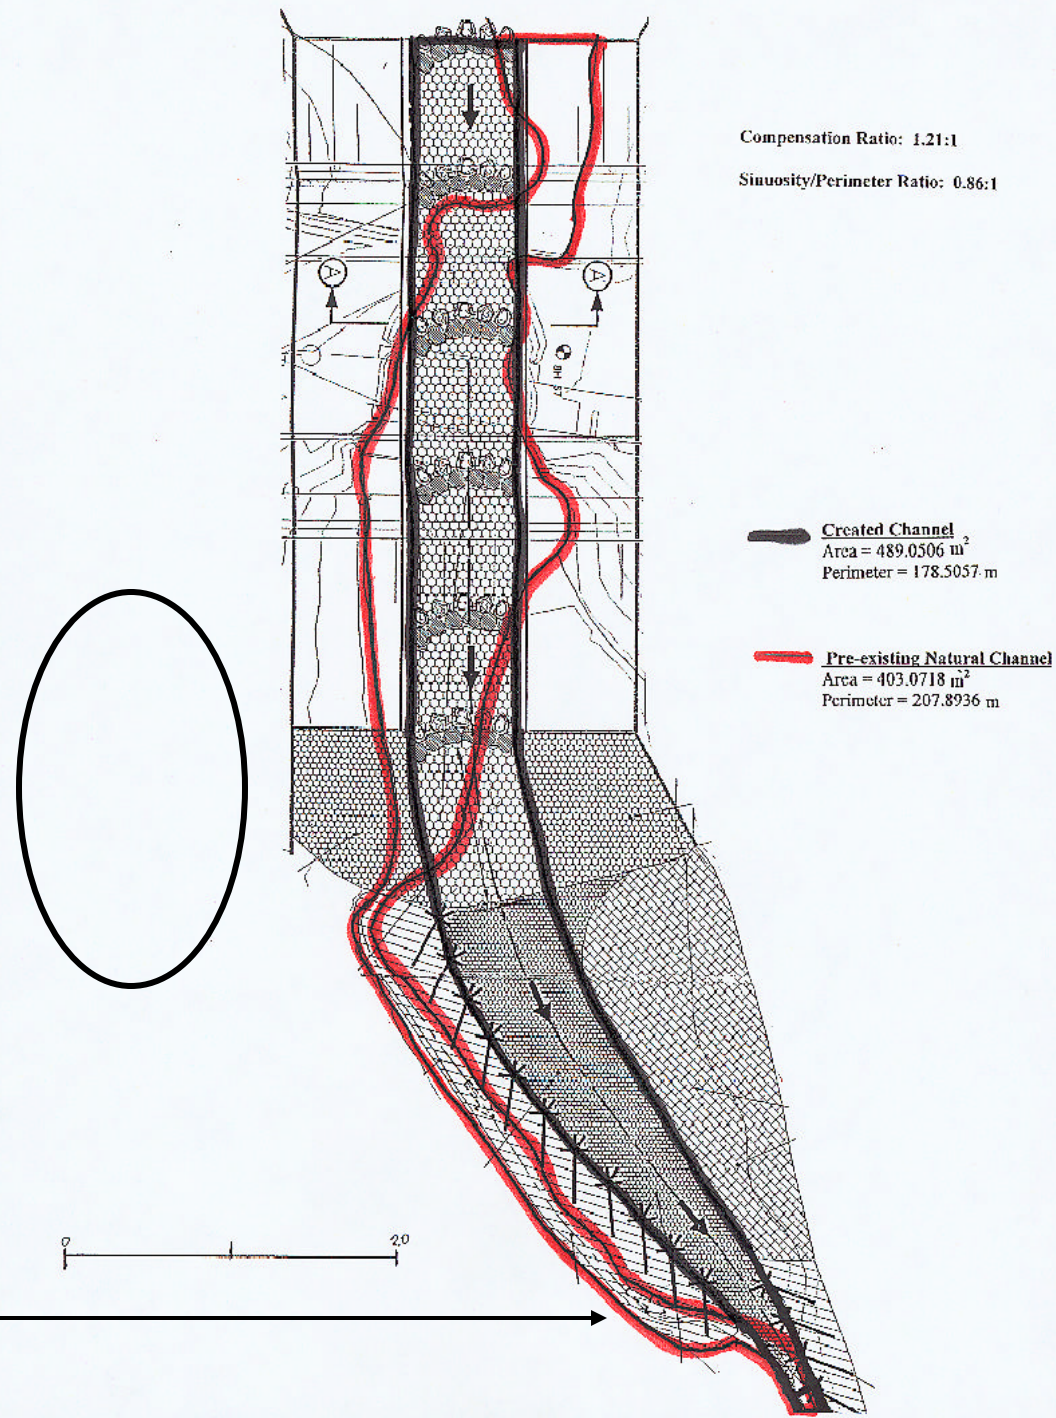 Compensation Ratio: 1.21:1
Sinuosity/Perimeter Ratio: 0.86:1
A
A
Created Channel
Area = 489.0506 m²
Perimeter = 178.5057 m
Pre-existing Natural Channel
Area = 403.0718 m²
Perimeter = 207.8936 m
0
20